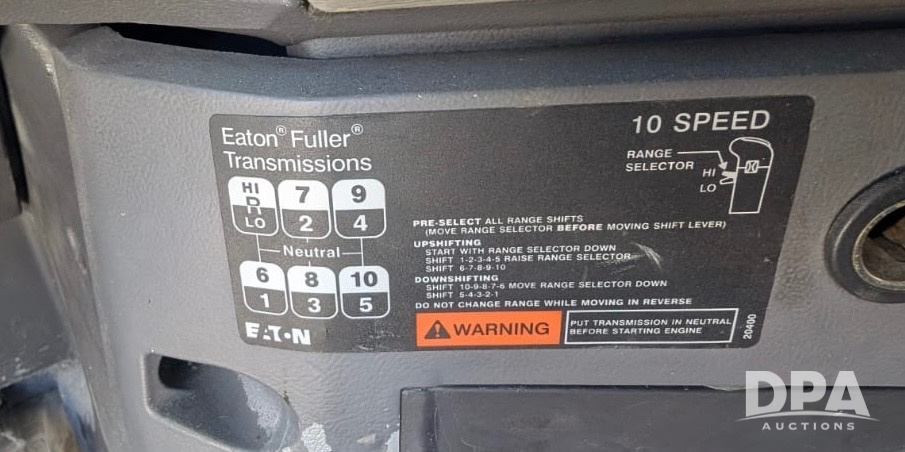 Eaton® Fuller®
Transmissions
10 SPEED
RANGE
SELECTOR
HI
LO
HI
R
LO
7
2
9
4
Neutral
6
1
8
3
10
5
EATON
PRE-SELECT ALL RANGE SHIFTS
(MOVE RANGE SELECTOR BEFORE MOVING SHIFT LEVER)
UPSHIFTING
START WITH RANGE SELECTOR DOWN
SHIFT 1-2-3-4-5 RAISE RANGE SELECTOR
SHIFT 6-7-8-9-10
DOWNSHIFTING
SHIFT 10-9-8-7-6 MOVE RANGE SELECTOR DOWN
SHIFT 5-4-3-2-1
DO NOT CHANGE RANGE WHILE MOVING IN REVERSE
WARNING
PUT TRANSMISSION IN NEUTRAL
BEFORE STARTING ENGINE
20400
DPA
AUCTIONS